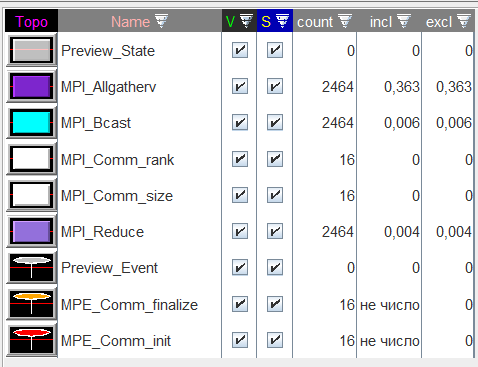 Topo Name V S count incl excl
Preview_State 0 0 0
MPI_Allgatherv 2464 0,363 0,363
MPI_Bcast 2464 0,006 0,006
MPI_Comm_rank 16 0 0
MPI_Comm_size 16 0 0
MPI_Reduce 2464 0,004 0,004
Preview_Event 0 0 0
MPE_Comm_finalize 16 не число 0
MPE_Comm_init 16 не число 0